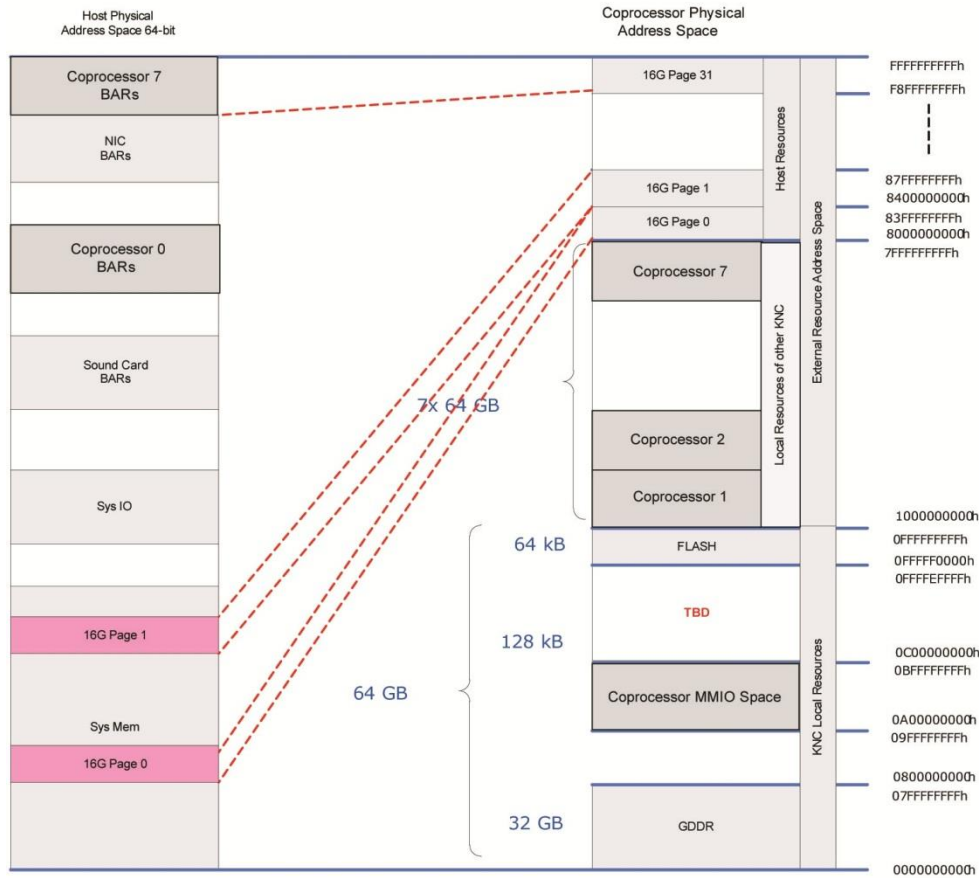 Host Physical
Address Space 64-bit
Coprocessor 7
BARs
NIC
BARs
Coprocessor 0
BARs
Sound Card
BARs
Sys IO
16G Page 1
Sys Mem
16G Page 0
7x 64 GB
64 kB
128 kB
64 GB
32 GB
Coprocessor Physical
Address Space
16G Page 31
16G Page 1
16G Page 0
Coprocessor 7
Coprocessor 2
Coprocessor 1
FLASH
TBD
Coprocessor MMIO Space
GDDR
Host Resources
Local Resources of other KNC
External Resource Address Space
KNC Local Resources
FFFFFFFFFFh
F8FFFFFFFFh
87FFFFFFFFh
8400000000h
83FFFFFFFFh
8000000000h
7FFFFFFFFFh
1000000000h
0FFFFFFFFFh
0FFFFF0000h
0FFFFEFFFFh
0C00000000h
0BFFFFFFFFh
0A00000000h
09FFFFFFFFh
0800000000h
07FFFFFFFFh
0000000000h